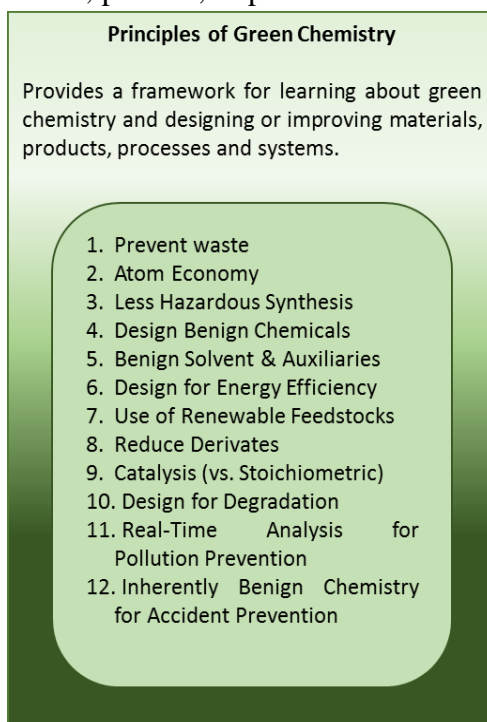 Principles of Green Chemistry
Provides a framework for learning about green
chemistry and designing or improving materials,
products, processes and systems.
1. Prevent waste
2. Atom Economy
3. Less Hazardous Synthesis
4. Design Benign Chemicals
5. Benign Solvent & Auxiliaries
6. Design for Energy Efficiency
7. Use of Renewable Feedstocks
8. Reduce Derivates
9. Catalysis (vs. Stoichiometric)
10. Design for Degradation
11. Real-Time Analysis for
Pollution Prevention
12. Inherently Benign Chemistry
for Accident Prevention